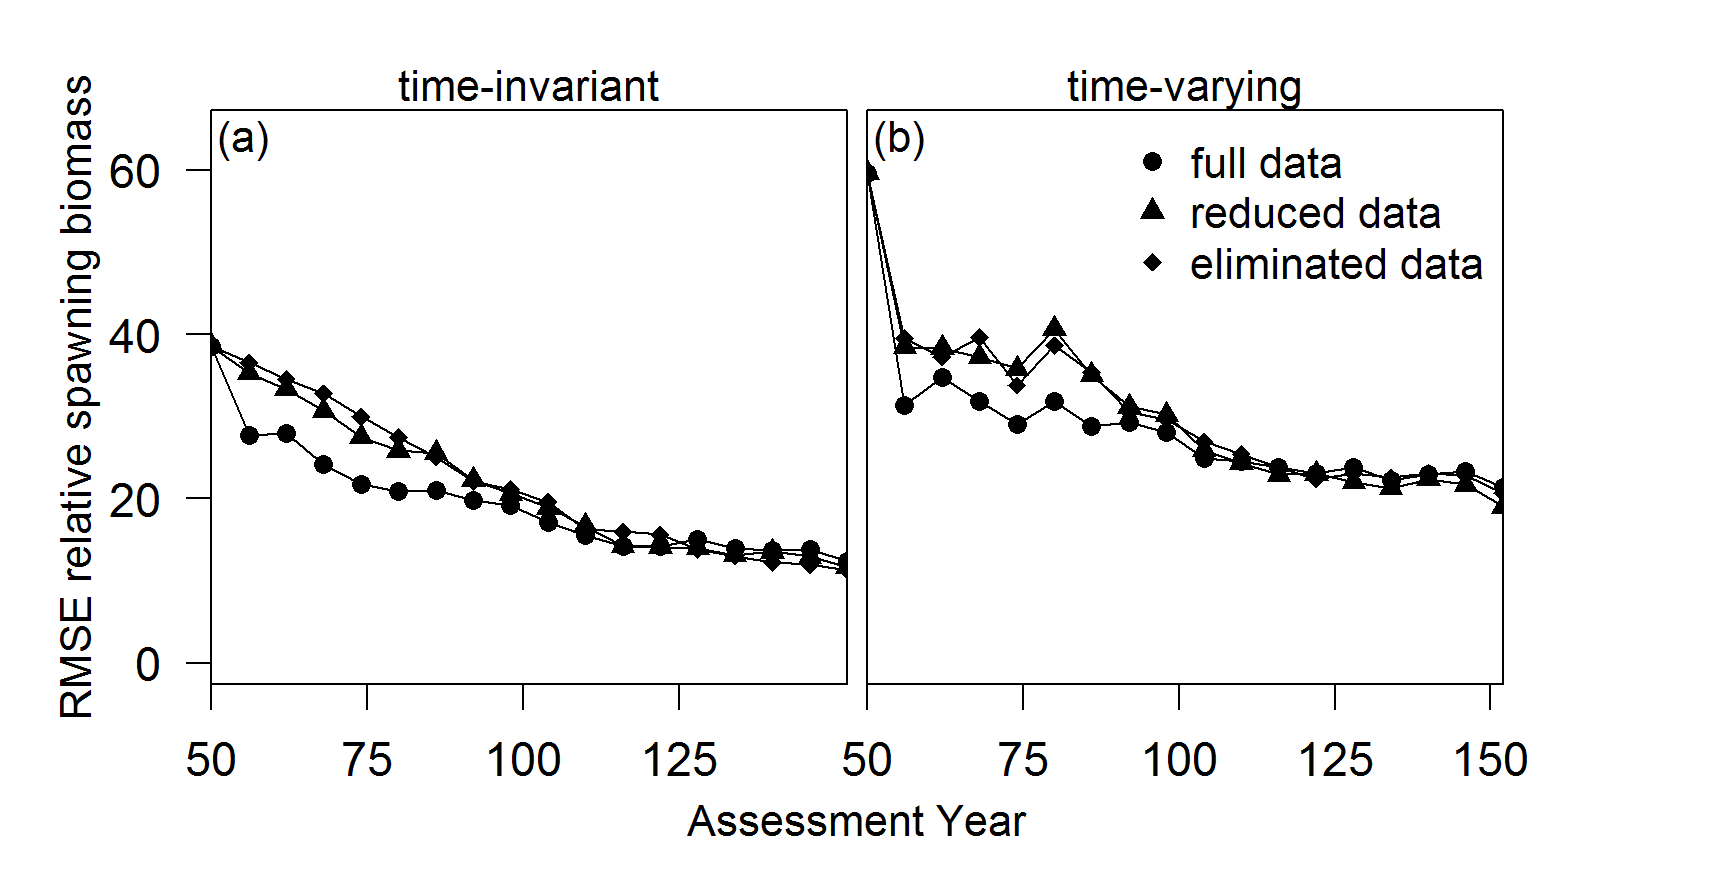 time-invariant
time-varying
(a)
(b)
full data
reduced data
eliminated data
RMSE relative spawning biomass
60
40
20
0
50 75 100 125
50 75 100 125 150
Assessment Year